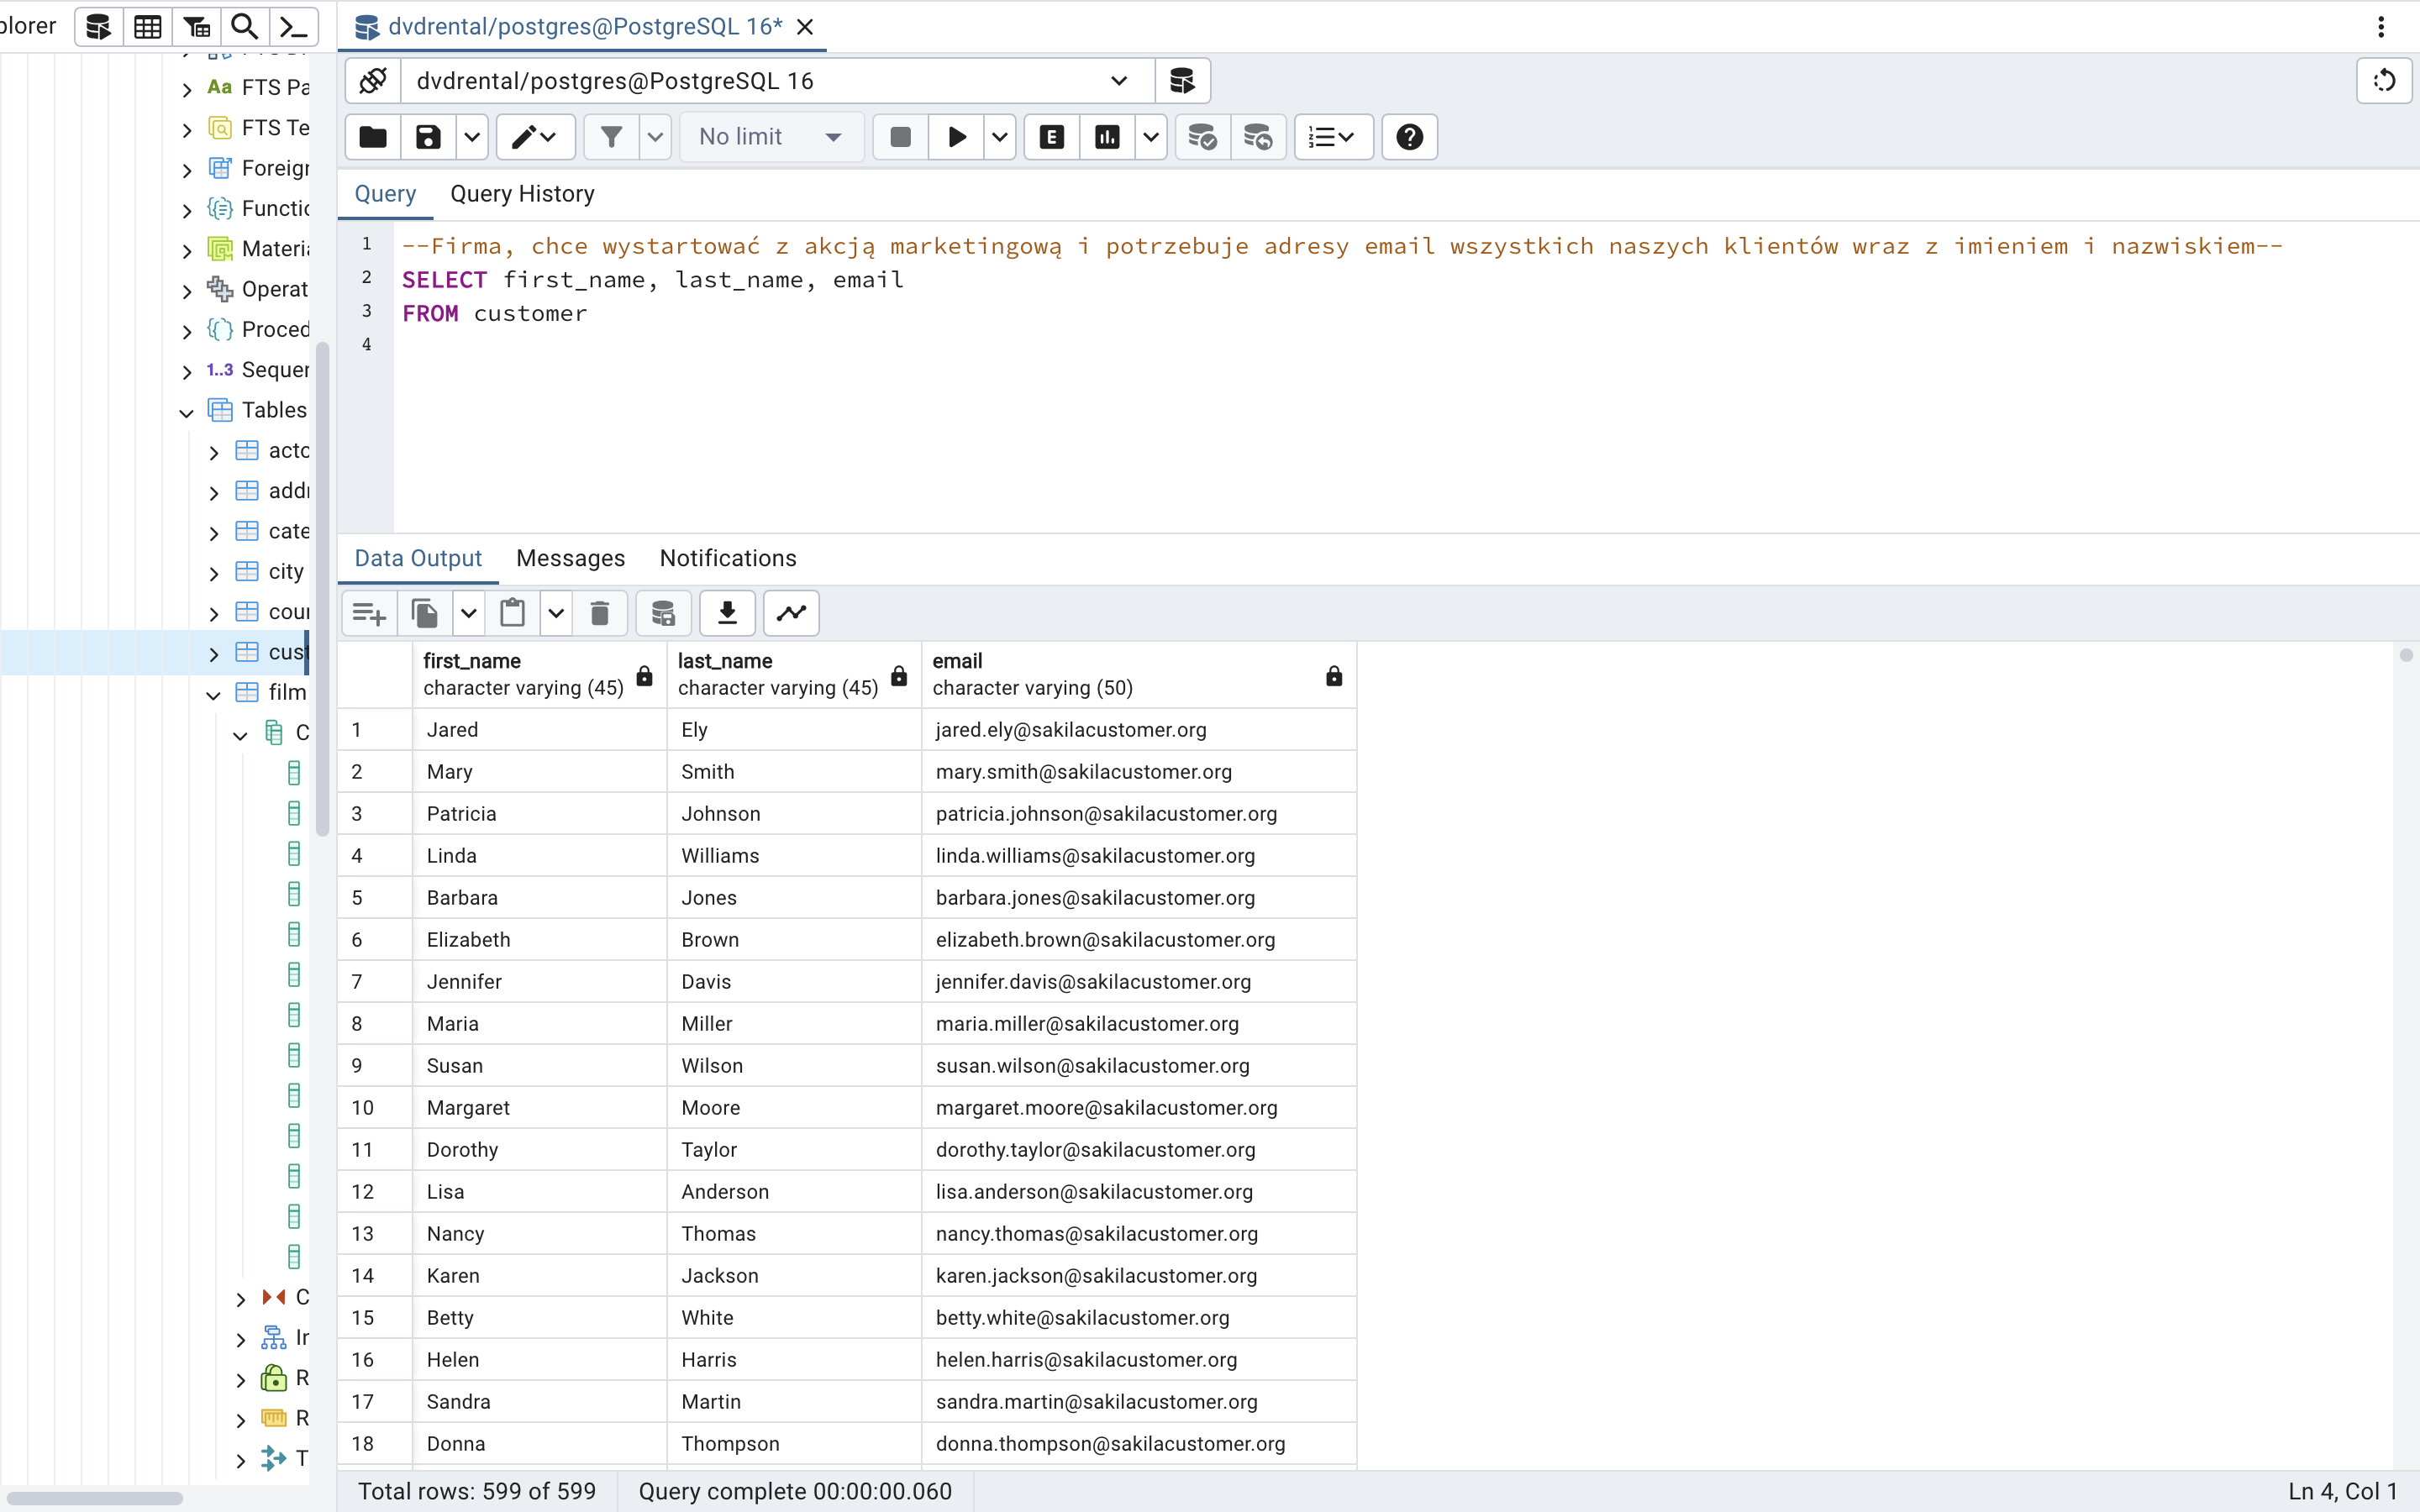 plorer
dvdrental/postgres@PostgreSQL 16*
dvdrental/postgres@PostgreSQL 16
No limit
E
Query Query History
1 --Firma, chce wystartować z akcją marketingową i potrzebuje adresy email wszystkich naszych klientów wraz z imieniem i nazwiskiem--
2 SELECT first_name, last_name, email
3 FROM customer
4
Aa FTS Pa
FTS Te
Foreign
Functio
Materia
Operat
Proced
1..3 Sequen
Tables
acto
addr
cate
city
coun
cust
film
C
C
In
R
R
T
Data Output Messages Notifications
first_name last_name email
character varying (45) character varying (45) character varying (50)
1 Jared Ely jared.ely@sakilacustomer.org
2 Mary Smith mary.smith@sakilacustomer.org
3 Patricia Johnson patricia.johnson@sakilacustomer.org
4 Linda Williams linda.williams@sakilacustomer.org
5 Barbara Jones barbara.jones@sakilacustomer.org
6 Elizabeth Brown elizabeth.brown@sakilacustomer.org
7 Jennifer Davis jennifer.davis@sakilacustomer.org
8 Maria Miller maria.miller@sakilacustomer.org
9 Susan Wilson susan.wilson@sakilacustomer.org
10 Margaret Moore margaret.moore@sakilacustomer.org
11 Dorothy Taylor dorothy.taylor@sakilacustomer.org
12 Lisa Anderson lisa.anderson@sakilacustomer.org
13 Nancy Thomas nancy.thomas@sakilacustomer.org
14 Karen Jackson karen.jackson@sakilacustomer.org
15 Betty White betty.white@sakilacustomer.org
16 Helen Harris helen.harris@sakilacustomer.org
17 Sandra Martin sandra.martin@sakilacustomer.org
18 Donna Thompson donna.thompson@sakilacustomer.org
Total rows: 599 of 599 Query complete 00:00:00.060 Ln 4, Col 1